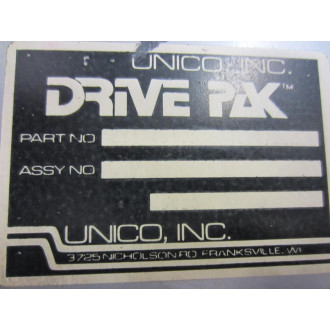 UNICO, INC.
DRIVE PAK™
PART NO
ASSY NO
UNICO, INC.
3725 NICHOLSON RD. FRANKSVILLE, WI